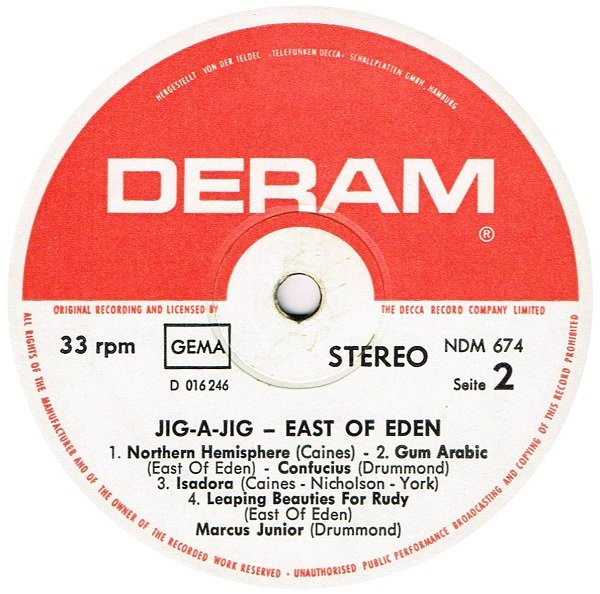 HERGESTELLT VON DER TELDEC »TELEFUNKEN DECCA« SCHALLPLATTEN GMBH, HAMBURG
DERAM
®
ORIGINAL RECORDING AND LICENSED BY THE DECCA RECORD COMPANY LIMITED
33 rpm
GEMA
STEREO
NDM 674
D 016 246
Seite 2
JIG-A-JIG – EAST OF EDEN
1. Northern Hemisphere (Caines) - 2. Gum Arabic
(East Of Eden) - Confucius (Drummond)
3. Isadora (Caines - Nicholson - York)
4. Leaping Beauties For Rudy
(East Of Eden)
Marcus Junior (Drummond)
ALL RIGHTS OF THE MANUFACTURER AND OF THE OWNER OF THE RECORDED WORK RESERVED - UNAUTHORISED PUBLIC PERFORMANCE BROADCASTING AND COPYING OF THIS RECORD PROHIBITED